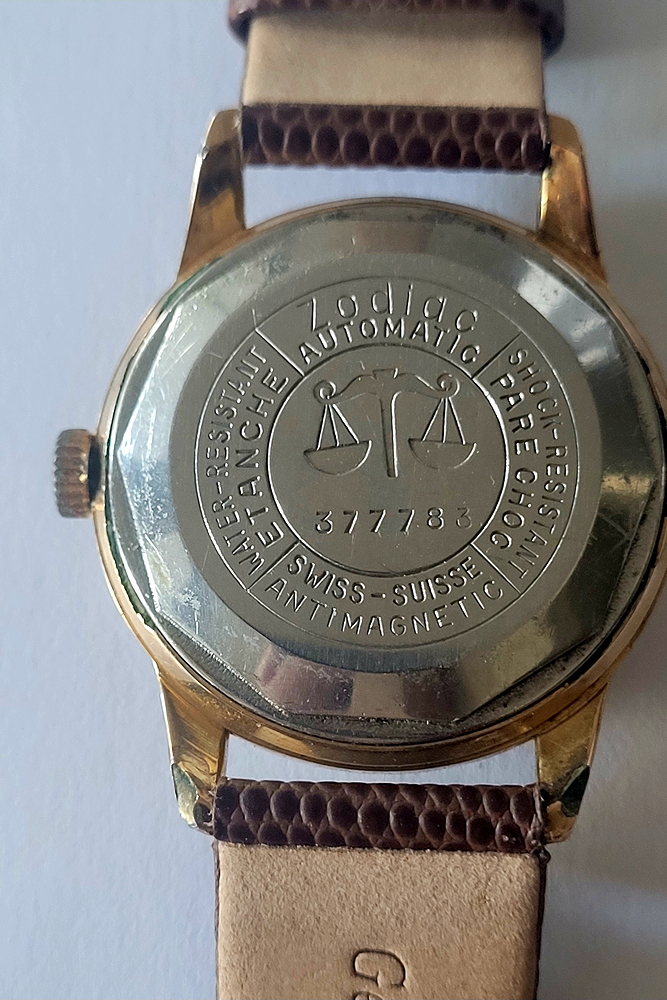 Zodiac
AUTOMATIC
SHOCK-RESISTANT
PARE CHOC
WATER-RESISTANT
ETANCHE
377783
SWISS-SUISSE
ANTIMAGNETIC